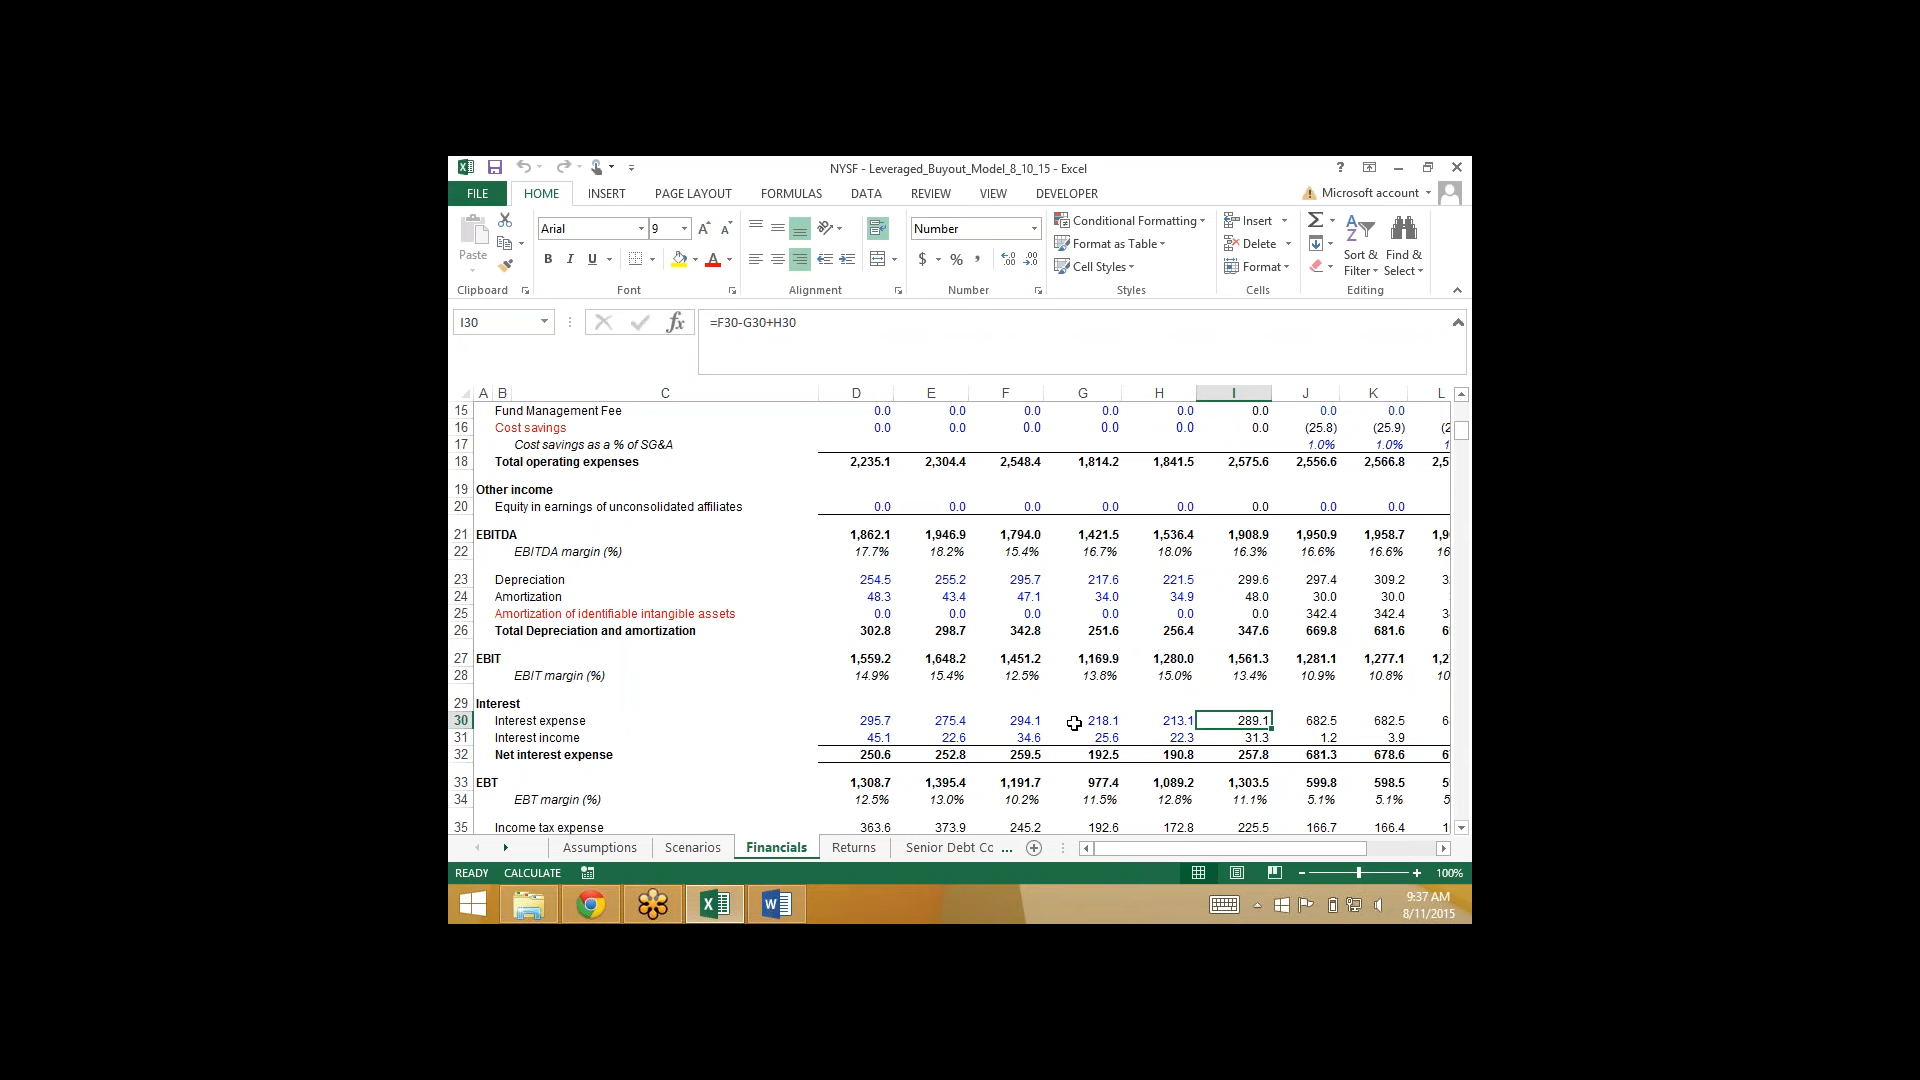 NYSF - Leveraged_Buyout_Model_8_10_15 - Excel
FILE HOME INSERT PAGE LAYOUT FORMULAS DATA REVIEW VIEW DEVELOPER Microsoft account
Arial 9 Number Conditional Formatting Insert
Paste Format as Table Delete Sort & Find &
B I U A $ % Cell Styles Format Filter Select
Clipboard Font Alignment Number Styles Cells Editing
I30 fx =F30-G30+H30
A B C D E F G H I J K L
15 Fund Management Fee 0.0 0.0 0.0 0.0 0.0 0.0 0.0 0.0
16 Cost savings 0.0 0.0 0.0 0.0 0.0 0.0 (25.8) (25.9) (2
17 Cost savings as a % of SG&A 1.0% 1.0% 1
18 Total operating expenses 2,235.1 2,304.4 2,548.4 1,814.2 1,841.5 2,575.6 2,556.6 2,566.8 2,5
19 Other income
20 Equity in earnings of unconsolidated affiliates 0.0 0.0 0.0 0.0 0.0 0.0 0.0 0.0
21 EBITDA 1,862.1 1,946.9 1,794.0 1,421.5 1,536.4 1,908.9 1,950.9 1,958.7 1,9
22 EBITDA margin (%) 17.7% 18.2% 15.4% 16.7% 18.0% 16.3% 16.6% 16.6% 16
23 Depreciation 254.5 255.2 295.7 217.6 221.5 299.6 297.4 309.2 3
24 Amortization 48.3 43.4 47.1 34.0 34.9 48.0 30.0 30.0
25 Amortization of identifiable intangible assets 0.0 0.0 0.0 0.0 0.0 0.0 342.4 342.4 3
26 Total Depreciation and amortization 302.8 298.7 342.8 251.6 256.4 347.6 669.8 681.6 6
27 EBIT 1,559.2 1,648.2 1,451.2 1,169.9 1,280.0 1,561.3 1,281.1 1,277.1 1,2
28 EBIT margin (%) 14.9% 15.4% 12.5% 13.8% 15.0% 13.4% 10.9% 10.8% 10
29 Interest
30 Interest expense 295.7 275.4 294.1 218.1 213.1 289.1 682.5 682.5 6
31 Interest income 45.1 22.6 34.6 25.6 22.3 31.3 1.2 3.9
32 Net interest expense 250.6 252.8 259.5 192.5 190.8 257.8 681.3 678.6 6
33 EBT 1,308.7 1,395.4 1,191.7 977.4 1,089.2 1,303.5 599.8 598.5 5
34 EBT margin (%) 12.5% 13.0% 10.2% 11.5% 12.8% 11.1% 5.1% 5.1% 5
35 Income tax expense 363.6 373.9 245.2 192.6 172.8 225.5 166.7 166.4 1
Assumptions Scenarios Financials Returns Senior Debt Co ...
READY CALCULATE 100%
9:37 AM
8/11/2015